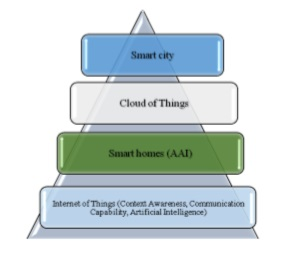 Smart city
Cloud of Things
Smart homes (AAI)
Internet of Things (Context Awareness, Communication
Capability, Artificial Intelligence)